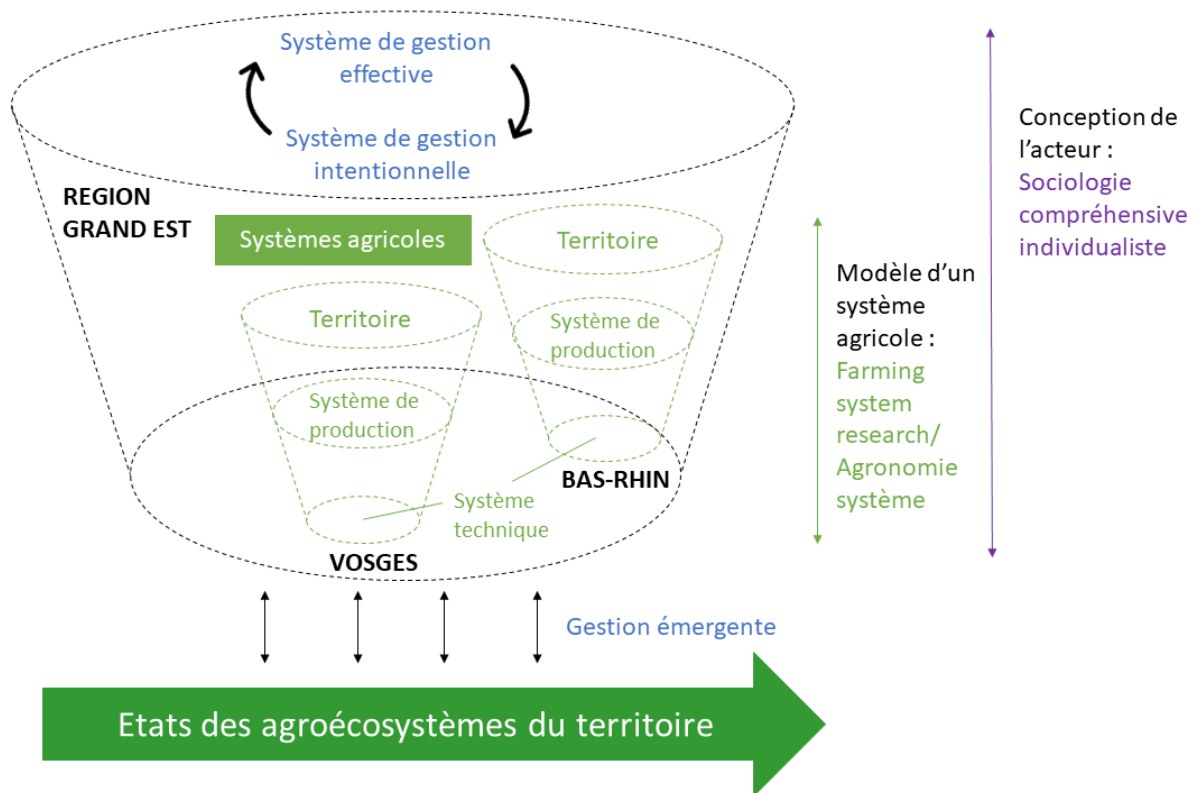 Système de gestion
effective
Système de gestion
intentionnelle
REGION
GRAND EST
Systèmes agricoles
Territoire
Système de
production
Territoire
Système de
production
BAS-RHIN
Système
technique
VOSGES
Gestion émergente
Etats des agroécosystèmes du territoire
Modèle d'un
système
agricole :
Farming
system
research/
Agronomie
système
Conception de
l'acteur :
Sociologie
compréhensive
individualiste